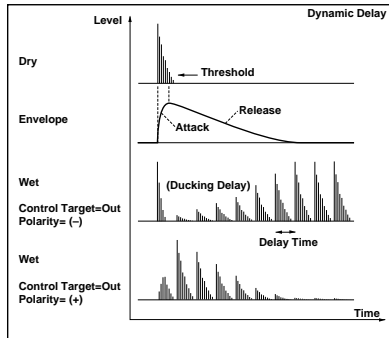 Level
Dynamic Delay
Dry
Threshold
Envelope
Release
Attack
Wet
(Ducking Delay)
Control Target=Out
Polarity= (–)
Delay Time
Wet
Control Target=Out
Polarity= (+)
Time